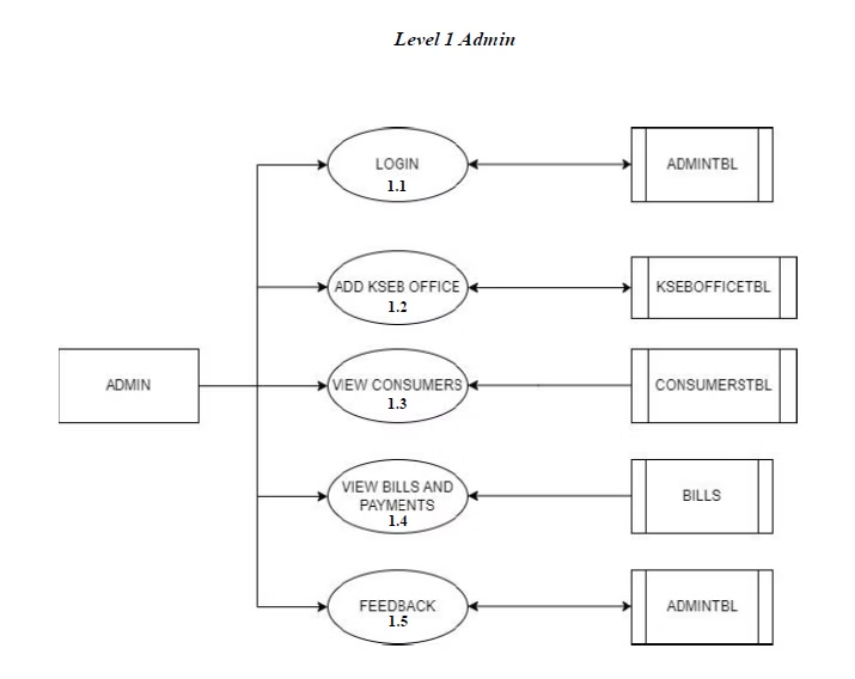 Level 1 Admin
LOGIN
1.1
ADMINTBL
ADD KSEB OFFICE
1.2
KSEBOFFICETBL
ADMIN
VIEW CONSUMERS
1.3
CONSUMERSTBL
VIEW BILLS AND
PAYMENTS
1.4
BILLS
FEEDBACK
1.5
ADMINTBL